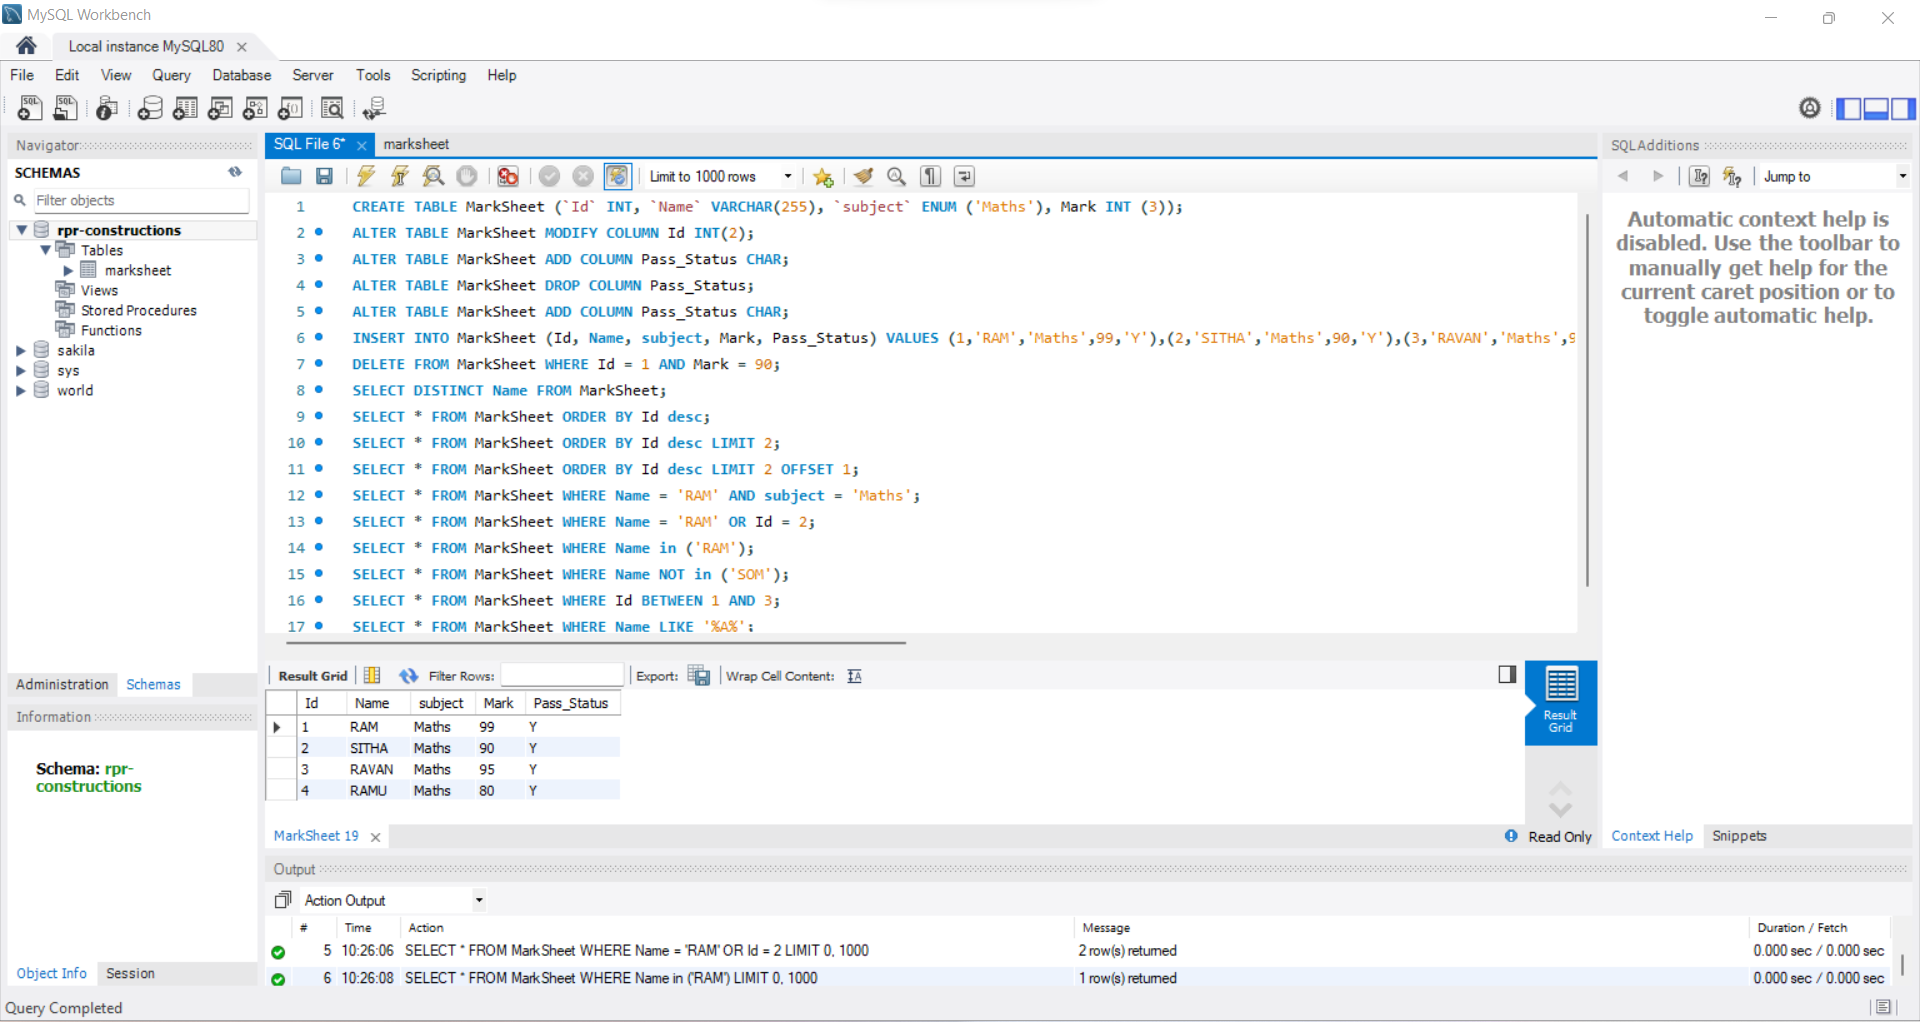 MySQL Workbench
Local instance MySQL80
File Edit View Query Database Server Tools Scripting Help
Navigator
SCHEMAS
Filter objects
rpr-constructions
Tables
marksheet
Views
Stored Procedures
Functions
sakila
sys
world
Administration Schemas
Information
Schema: rpr-
constructions
Object Info Session
SQL File 6* marksheet
Limit to 1000 rows
1 CREATE TABLE MarkSheet (`Id` INT, `Name` VARCHAR(255), `subject` ENUM ('Maths'), Mark INT (3));
2 ALTER TABLE MarkSheet MODIFY COLUMN Id INT(2);
3 ALTER TABLE MarkSheet ADD COLUMN Pass_Status CHAR;
4 ALTER TABLE MarkSheet DROP COLUMN Pass_Status;
5 ALTER TABLE MarkSheet ADD COLUMN Pass_Status CHAR;
6 INSERT INTO MarkSheet (Id, Name, subject, Mark, Pass_Status) VALUES (1,'RAM','Maths',99,'Y'),(2,'SITHA','Maths',90,'Y'),(3,'RAVAN','Maths',9
7 DELETE FROM MarkSheet WHERE Id = 1 AND Mark = 90;
8 SELECT DISTINCT Name FROM MarkSheet;
9 SELECT * FROM MarkSheet ORDER BY Id desc;
10 SELECT * FROM MarkSheet ORDER BY Id desc LIMIT 2;
11 SELECT * FROM MarkSheet ORDER BY Id desc LIMIT 2 OFFSET 1;
12 SELECT * FROM MarkSheet WHERE Name = 'RAM' AND subject = 'Maths';
13 SELECT * FROM MarkSheet WHERE Name = 'RAM' OR Id = 2;
14 SELECT * FROM MarkSheet WHERE Name in ('RAM');
15 SELECT * FROM MarkSheet WHERE Name NOT in ('SOM');
16 SELECT * FROM MarkSheet WHERE Id BETWEEN 1 AND 3;
17 SELECT * FROM MarkSheet WHERE Name LIKE '%A%';
Result Grid Filter Rows: Export: Wrap Cell Content:
Id Name subject Mark Pass_Status
1 RAM Maths 99 Y
2 SITHA Maths 90 Y
3 RAVAN Maths 95 Y
4 RAMU Maths 80 Y
Result
Grid
MarkSheet 19
Read Only
SQLAdditions
Jump to
Automatic context help is
disabled. Use the toolbar to
manually get help for the
current caret position or to
toggle automatic help.
Context Help Snippets
Output
Action Output
# Time Action Message Duration / Fetch
5 10:26:06 SELECT * FROM MarkSheet WHERE Name = 'RAM' OR Id = 2 LIMIT 0, 1000 2 row(s) returned 0.000 sec / 0.000 sec
6 10:26:08 SELECT * FROM MarkSheet WHERE Name in ('RAM') LIMIT 0, 1000 1 row(s) returned 0.000 sec / 0.000 sec
Query Completed